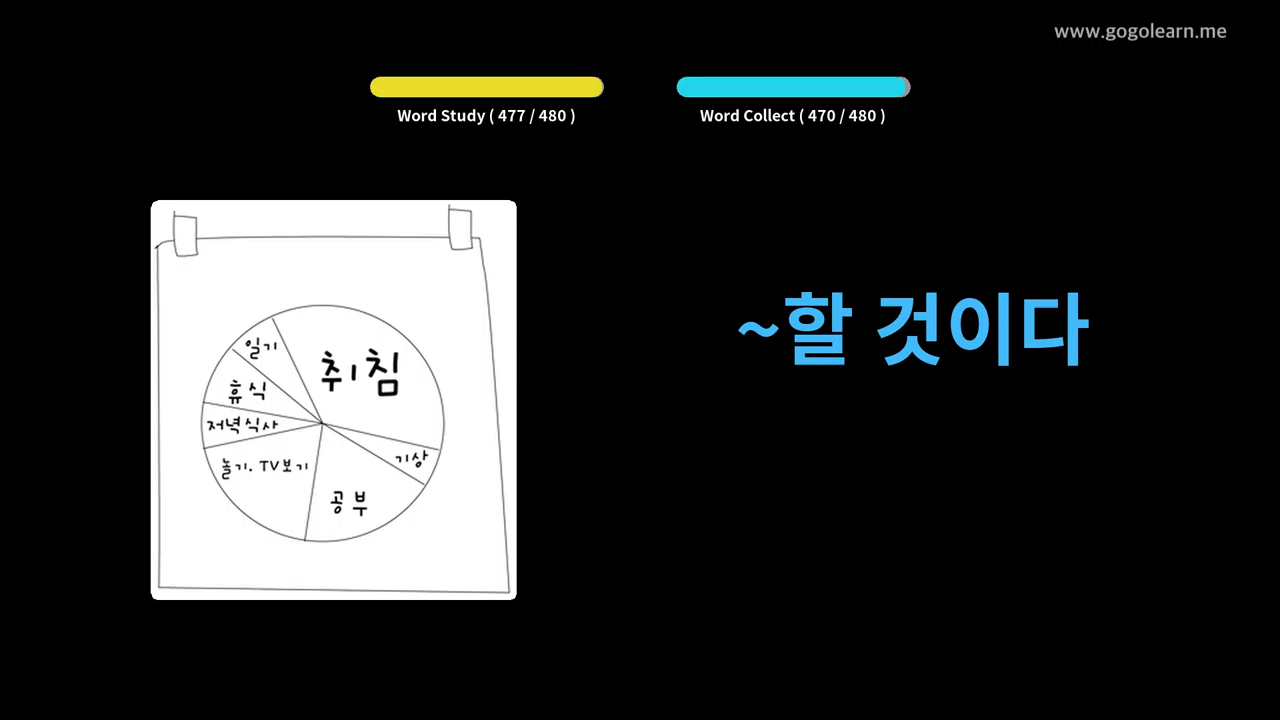 www.gogolearn.me
Word Study ( 477 / 480 )
Word Collect ( 470 / 480 )
~할 것이다
일기
취침
휴식
저녁식사
기상
놀기. TV보기
공부